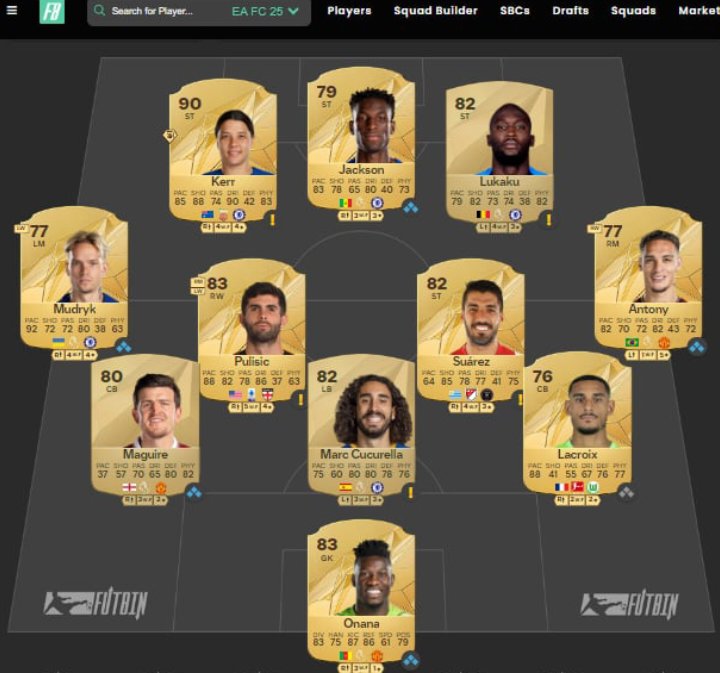 FB Search for Player... EA FC 25 Players Squad Builder SBCs Drafts Squads Market
90
ST
Kerr
PAC SHO PAS DRI DEF PHY
85 88 74 90 42 83
79
ST
Jackson
PAC SHO PAS DRI DEF PHY
83 78 65 80 40 73
82
ST
Lukaku
PAC SHO PAS DRI DEF PHY
79 82 73 74 38 82
LW
77
LM
Mudryk
PAC SHO PAS DRI DEF PHY
92 72 72 80 38 63
83
RW
Pulisic
PAC SHO PAS DRI DEF PHY
88 82 78 86 37 63
82
ST
Suárez
PAC SHO PAS DRI DEF PHY
64 85 78 77 41 75
RW
77
RM
Antony
PAC SHO PAS DRI DEF PHY
82 70 72 82 43 72
80
CB
Maguire
PAC SHO PAS DRI DEF PHY
37 57 70 65 80 82
82
LB
Marc Cucurella
PAC SHO PAS DRI DEF PHY
75 60 80 80 78 76
76
CB
Lacroix
PAC SHO PAS DRI DEF PHY
88 41 55 67 76 77
83
GK
Onana
DIV HAN KIC REF SPD POS
83 75 87 86 61 79
FUTBIN
FUTBIN